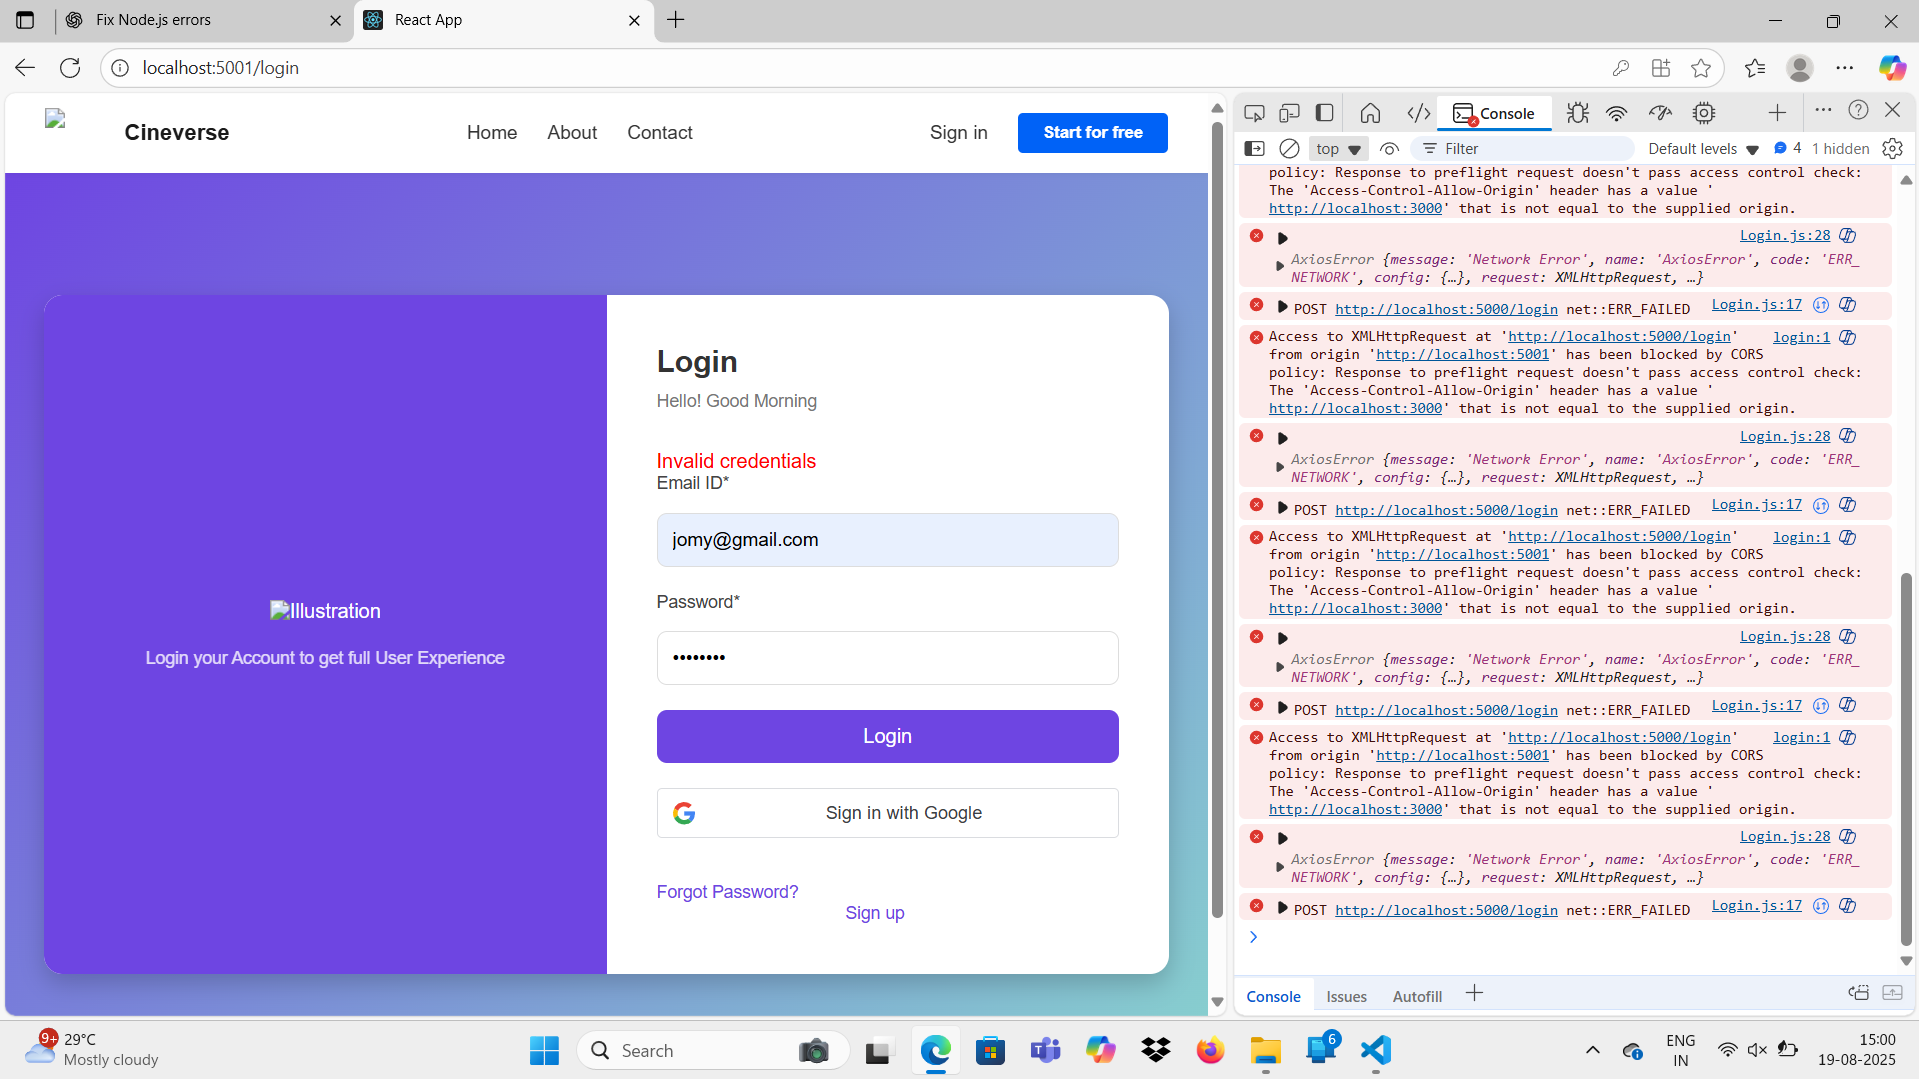 Fix Node.js errors
React App
localhost:5001/login
Cineverse
Home
About
Contact
Sign in
Start for free
Login
Hello! Good Morning
Invalid credentials
Email ID*
jomy@gmail.com
Password*
••••••••
Login
Sign in with Google
Forgot Password?
Sign up
Illustration
Login your Account to get full User Experience
Console
top
Filter
Default levels
4
1 hidden
policy: Response to preflight request doesn't pass access control check:
The 'Access-Control-Allow-Origin' header has a value '
http://localhost:3000' that is not equal to the supplied origin.
Login.js:28
AxiosError {message: 'Network Error', name: 'AxiosError', code: 'ERR_
NETWORK', config: {…}, request: XMLHttpRequest, …}
POST http://localhost:5000/login net::ERR_FAILED Login.js:17
Access to XMLHttpRequest at 'http://localhost:5000/login' login:1
from origin 'http://localhost:5001' has been blocked by CORS
policy: Response to preflight request doesn't pass access control check:
The 'Access-Control-Allow-Origin' header has a value '
http://localhost:3000' that is not equal to the supplied origin.
Login.js:28
AxiosError {message: 'Network Error', name: 'AxiosError', code: 'ERR_
NETWORK', config: {…}, request: XMLHttpRequest, …}
POST http://localhost:5000/login net::ERR_FAILED Login.js:17
Access to XMLHttpRequest at 'http://localhost:5000/login' login:1
from origin 'http://localhost:5001' has been blocked by CORS
policy: Response to preflight request doesn't pass access control check:
The 'Access-Control-Allow-Origin' header has a value '
http://localhost:3000' that is not equal to the supplied origin.
Login.js:28
AxiosError {message: 'Network Error', name: 'AxiosError', code: 'ERR_
NETWORK', config: {…}, request: XMLHttpRequest, …}
POST http://localhost:5000/login net::ERR_FAILED Login.js:17
Access to XMLHttpRequest at 'http://localhost:5000/login' login:1
from origin 'http://localhost:5001' has been blocked by CORS
policy: Response to preflight request doesn't pass access control check:
The 'Access-Control-Allow-Origin' header has a value '
http://localhost:3000' that is not equal to the supplied origin.
Login.js:28
AxiosError {message: 'Network Error', name: 'AxiosError', code: 'ERR_
NETWORK', config: {…}, request: XMLHttpRequest, …}
POST http://localhost:5000/login net::ERR_FAILED Login.js:17
Console
Issues
Autofill
9+
29°C
Mostly cloudy
Search
6
ENG
IN
15:00
19-08-2025